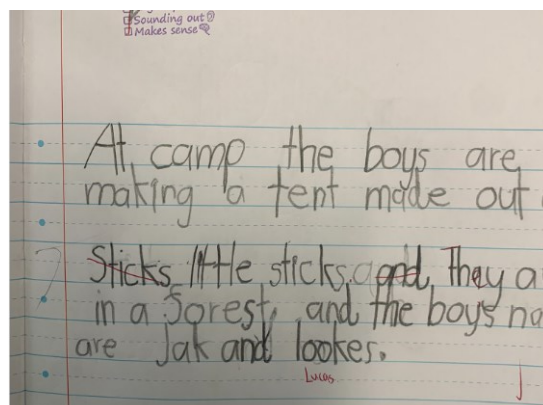 Sounding out
Makes sense
At camp the boys are
making a tent made out
Sticks little sticks, and, They a
in a forest, and the boys na
are Jak and lookes.
Lucas